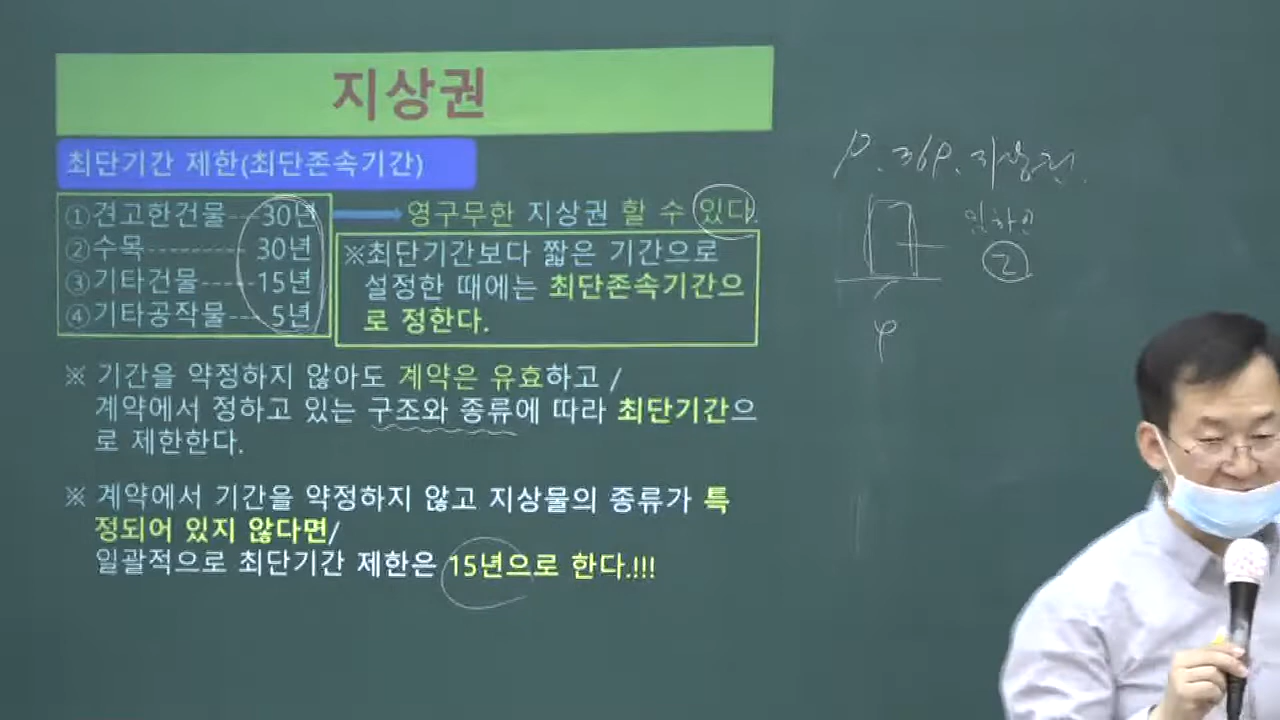 지상권
최단기간 제한(최단존속기간)
①견고한건물---30년 영구무한 지상권 할 수 있다.
②수목---------30년
③기타건물-----15년
④기타공작물--- 5년
※최단기간보다 짧은 기간으로
설정한 때에는 최단존속기간으
로 정한다.
※ 기간을 약정하지 않아도 계약은 유효하고 /
계약에서 정하고 있는 구조와 종류에 따라 최단기간으
로 제한한다.
※ 계약에서 기간을 약정하지 않고 지상물의 종류가 특
정되어 있지 않다면/
일괄적으로 최단기간 제한은 15년으로 한다.!!!
P. 36P. 지상권.
임차인
②